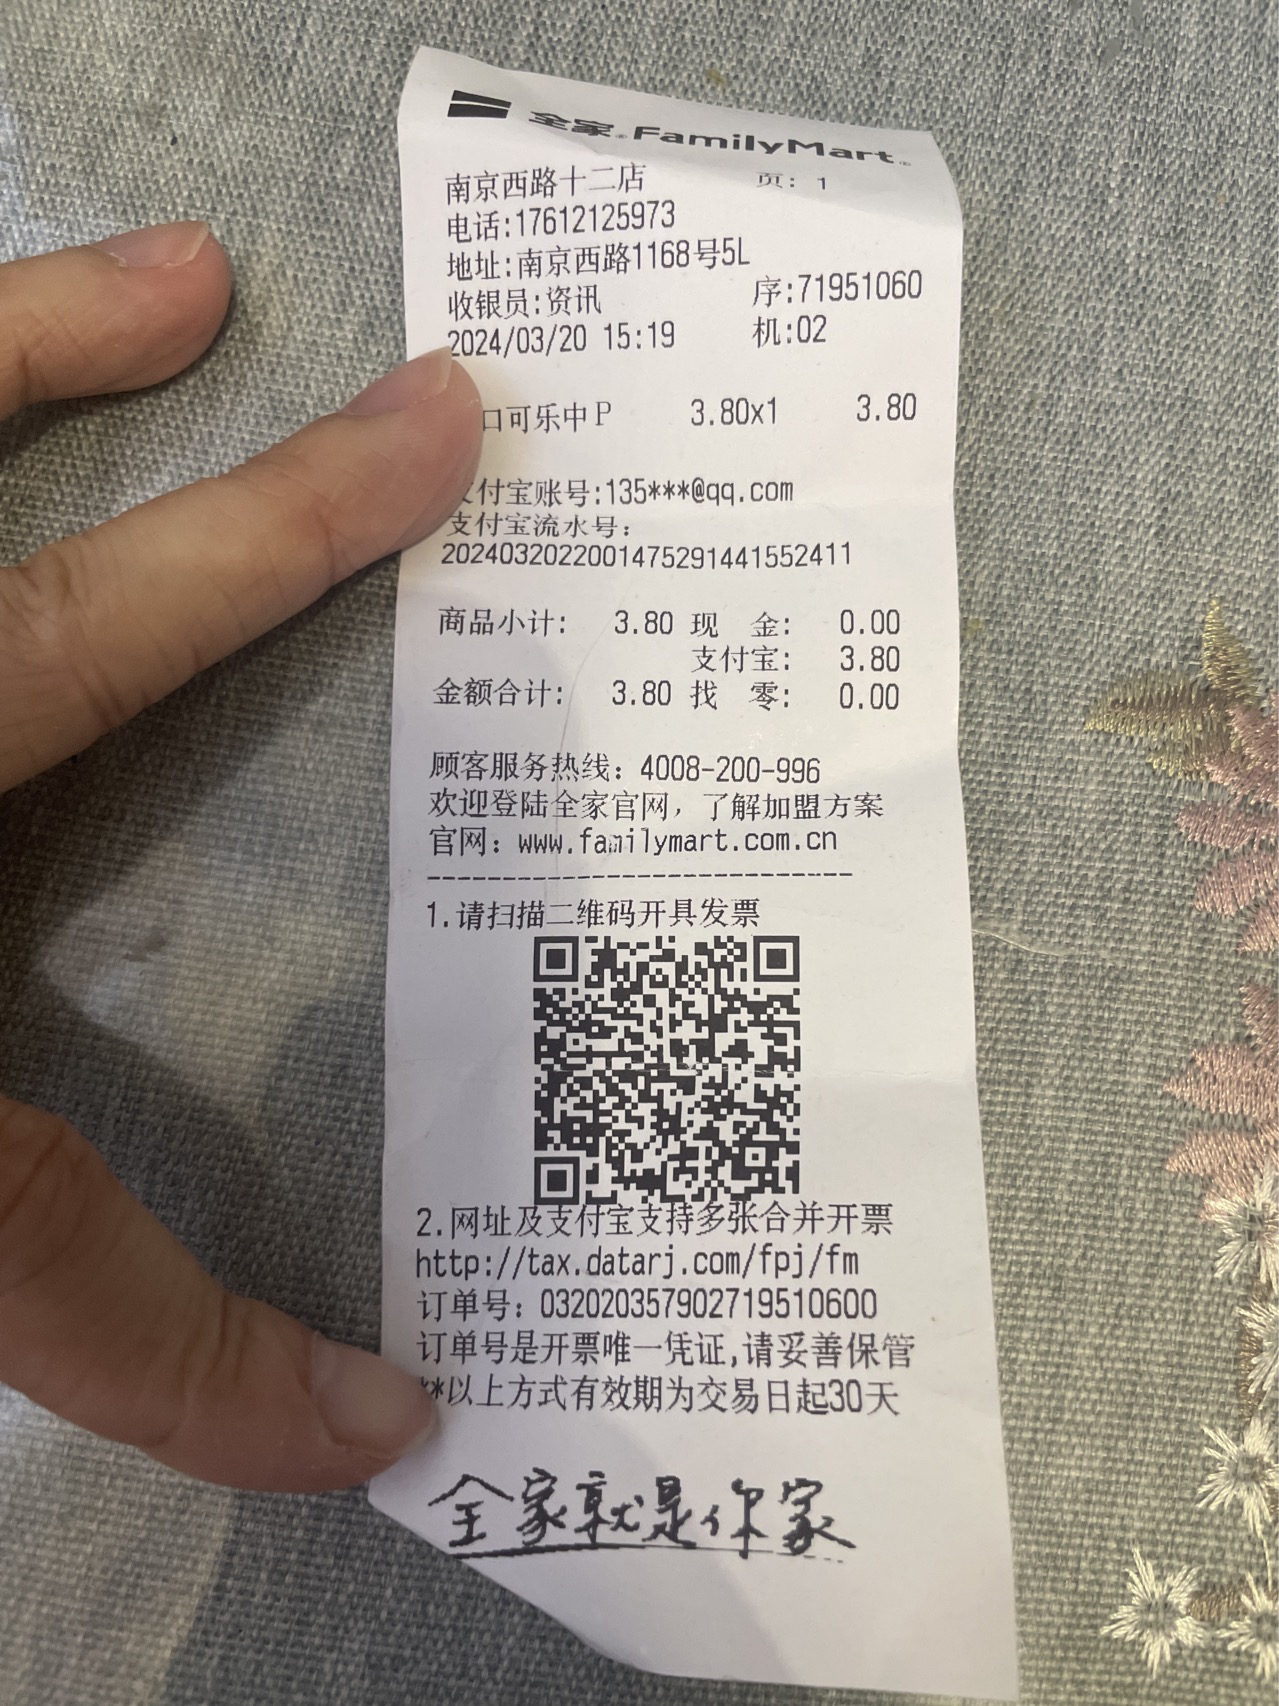 全家 FamilyMart
南京西路十二店 页: 1
电话:17612125973
地址:南京西路1168号5L
收银员:资讯 序:71951060
2024/03/20 15:19 机:02
口可乐中P 3.80x1 3.80
支付宝账号:135***@qq.com
支付宝流水号:
2024032022001475291441552411
商品小计: 3.80 现 金: 0.00
支付宝: 3.80
金额合计: 3.80 找 零: 0.00
顾客服务热线: 4008-200-996
欢迎登陆全家官网，了解加盟方案
官网: www.familymart.com.cn
1.请扫描二维码开具发票
2.网址及支付宝支持多张合并开票
http://tax.datarj.com/fpj/fm
订单号: 032020357902719510600
订单号是开票唯一凭证,请妥善保管
**以上方式有效期为交易日起30天
全家就是你家